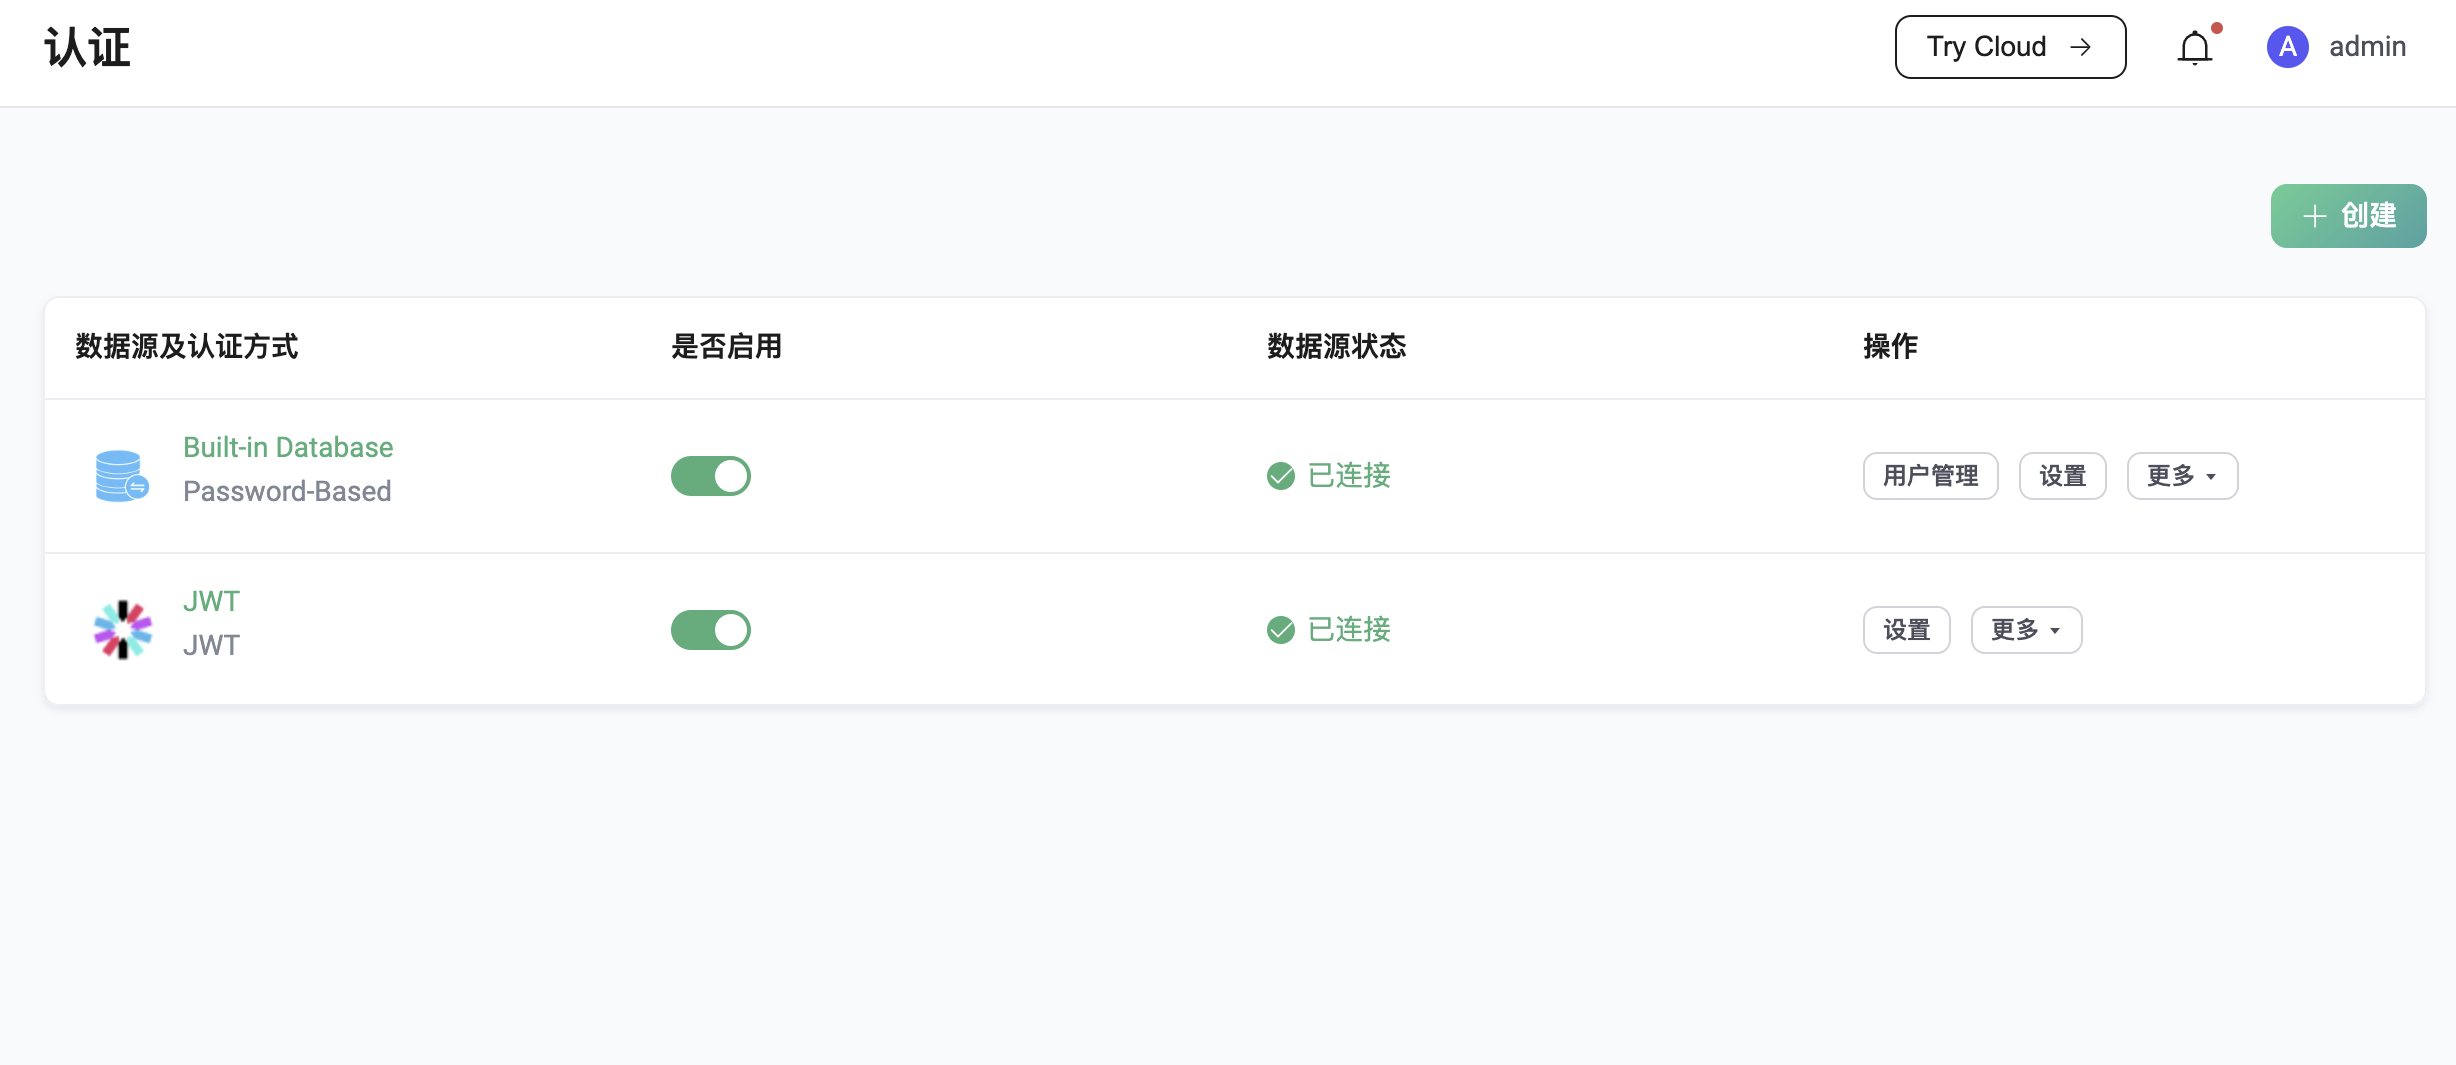 认证
Try Cloud →
A admin
+ 创建
数据源及认证方式 是否启用 数据源状态 操作
Built-in Database
Password-Based
已连接
用户管理 设置 更多
JWT
JWT
已连接
设置 更多